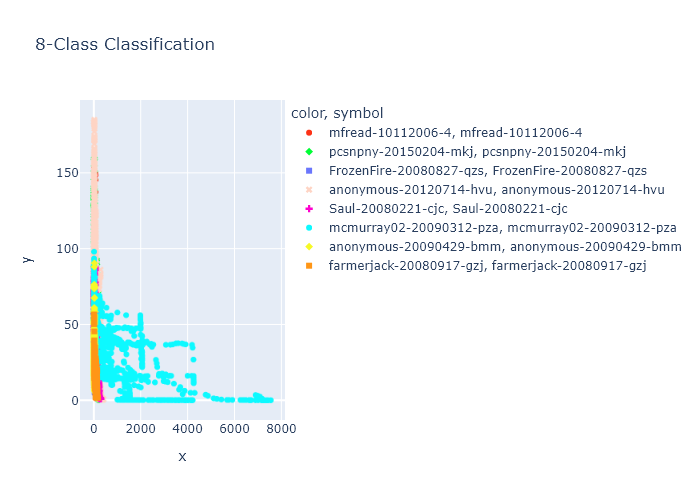 8-Class Classification
color, symbol
mfread-10112006-4, mfread-10112006-4
pcsnpny-20150204-mkj, pcsnpny-20150204-mkj
FrozenFire-20080827-qzs, FrozenFire-20080827-qzs
anonymous-20120714-hvu, anonymous-20120714-hvu
Saul-20080221-cjc, Saul-20080221-cjc
mcmurray02-20090312-pza, mcmurray02-20090312-pza
anonymous-20090429-bmm, anonymous-20090429-bmm
farmerjack-20080917-gzj, farmerjack-20080917-gzj
150
100
50
0
y
0 2000 4000 6000 8000
x